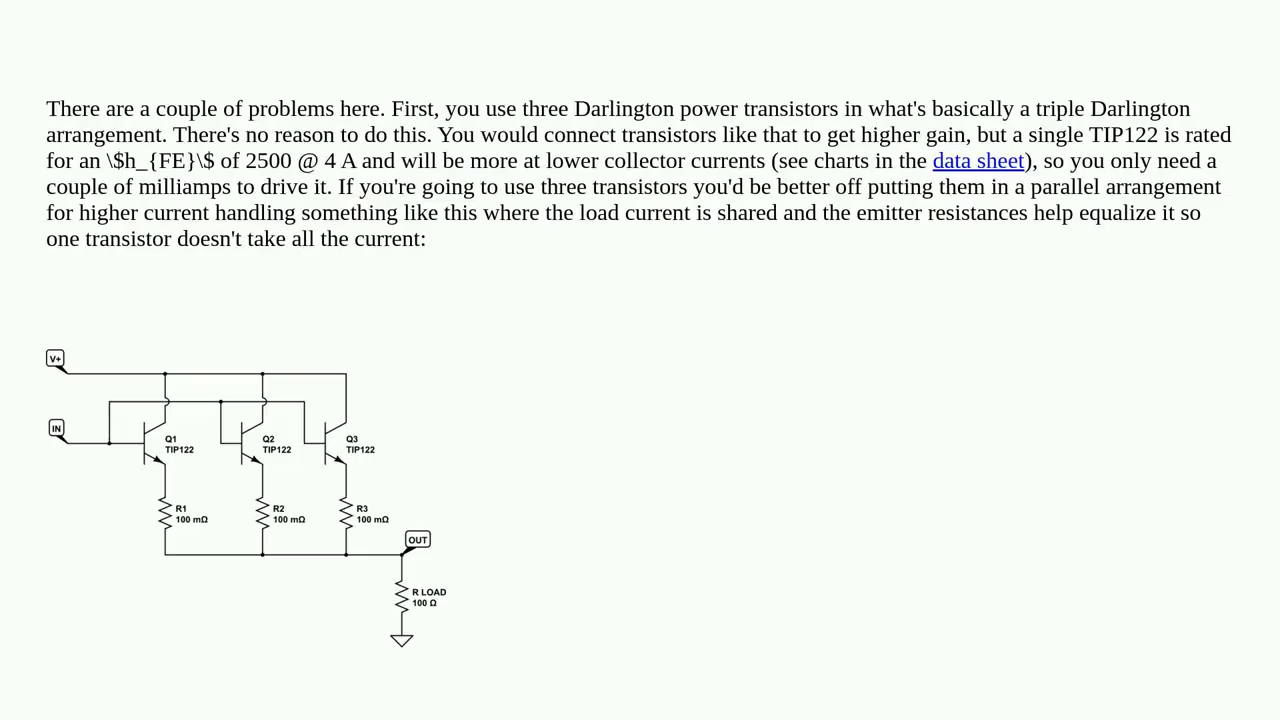 There are a couple of problems here. First, you use three Darlington power transistors in what's basically a triple Darlington
arrangement. There's no reason to do this. You would connect transistors like that to get higher gain, but a single TIP122 is rated
for an \$h_{FE}\$ of 2500 @ 4 A and will be more at lower collector currents (see charts in the data sheet), so you only need a
couple of milliamps to drive it. If you're going to use three transistors you'd be better off putting them in a parallel arrangement
for higher current handling something like this where the load current is shared and the emitter resistances help equalize it so
one transistor doesn't take all the current:
V+
IN
Q1
TIP122
Q2
TIP122
Q3
TIP122
R1
100 mΩ
R2
100 mΩ
R3
100 mΩ
OUT
R LOAD
100 Ω